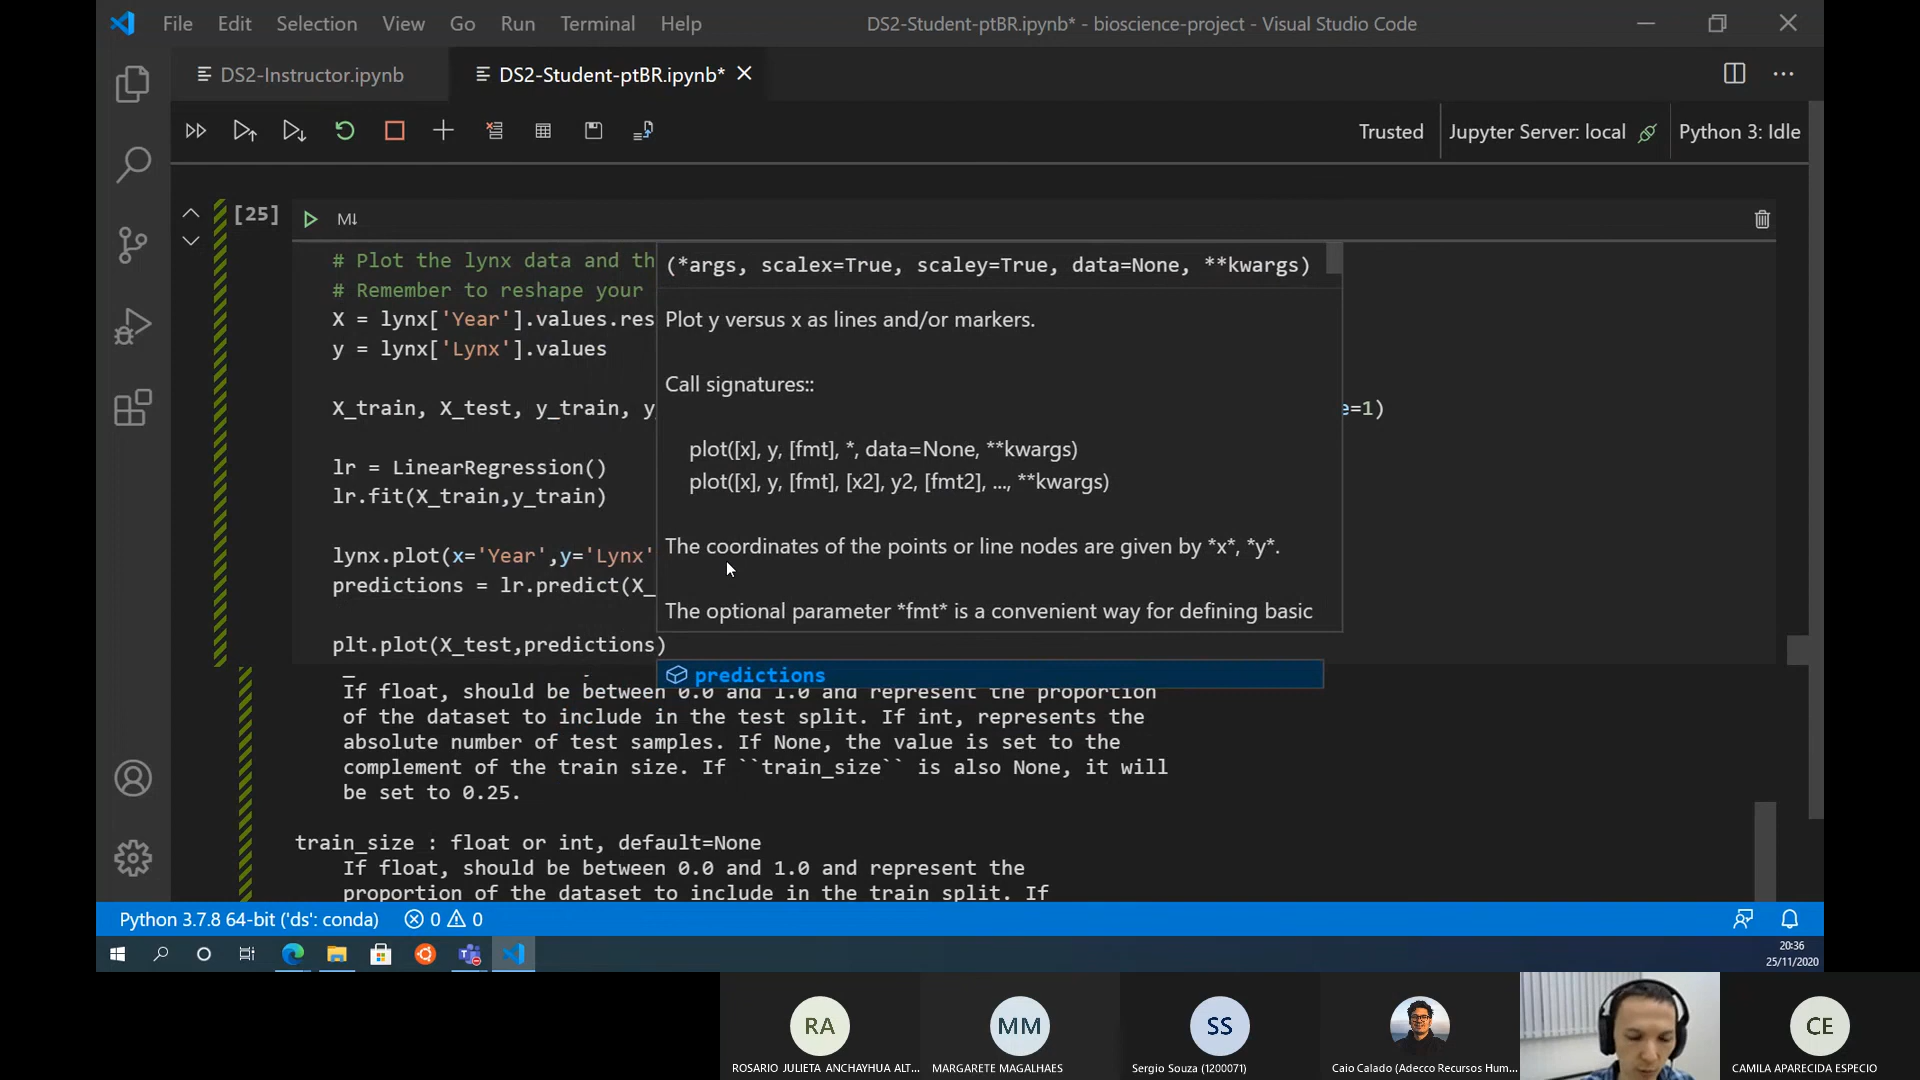 File Edit Selection View Go Run Terminal Help DS2-Student-ptBR.ipynb* - bioscience-project - Visual Studio Code
DS2-Instructor.ipynb DS2-Student-ptBR.ipynb*
Trusted Jupyter Server: local Python 3: Idle
[25] M↓
# Plot the lynx data and th
(*args, scalex=True, scaley=True, data=None, **kwargs)
# Remember to reshape your
X = lynx['Year'].values.res
Plot y versus x as lines and/or markers.
y = lynx['Lynx'].values
Call signatures::
X_train, X_test, y_train, y
e=1)
plot([x], y, [fmt], *, data=None, **kwargs)
lr = LinearRegression()
plot([x], y, [fmt], [x2], y2, [fmt2], ..., **kwargs)
lr.fit(X_train,y_train)
lynx.plot(x='Year',y='Lynx'
The coordinates of the points or line nodes are given by *x*, *y*.
predictions = lr.predict(X_
The optional parameter *fmt* is a convenient way for defining basic
plt.plot(X_test,predictions)
predictions
If float, should be between 0.0 and 1.0 and represent the proportion
of the dataset to include in the test split. If int, represents the
absolute number of test samples. If None, the value is set to the
complement of the train size. If ``train_size`` is also None, it will
be set to 0.25.
train_size : float or int, default=None
If float, should be between 0.0 and 1.0 and represent the
proportion of the dataset to include in the train split. If
Python 3.7.8 64-bit ('ds': conda) 0 0
20:36
25/11/2020
RA MM SS CE
ROSARIO JULIETA ANCHAYHUA ALT... MARGARETE MAGALHAES Sergio Souza (1200071) Caio Calado (Adecco Recursos Hum... CAMILA APARECIDA ESPECIO